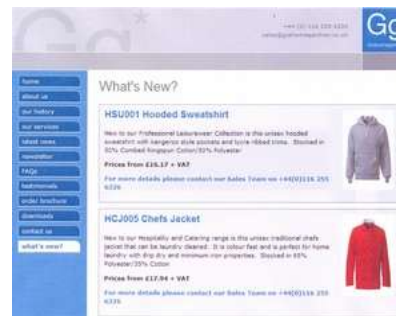 Gg*
Gg
+44 (0) 116 255 6326
home
about us
our history
our services
latest news
newsletter
FAQs
testimonials
order brochure
downloads
contact us
what's new?
What's New?
HSU001 Hooded Sweatshirt
New to our Professional Leisurewear Collection is this unisex hooded
sweatshirt with kangaroo style pockets and lycra ribbed trims. Stocked in
50% Combed Ringspun Cotton/50% Polyester
Prices from £16.17 + VAT
For more details please contact our Sales Team on +44(0)116 255
6326
HCJ005 Chefs Jacket
New to our Hospitality and Catering range is this unisex traditional chefs
jacket that can be laundry cleaned. It is colour fast and is perfect for home
laundry with drip dry and minimum iron properties. Stocked in 65%
Polyester/35% Cotton
Prices from £17.94 + VAT
For more details please contact our Sales Team on +44(0)116 255
6326